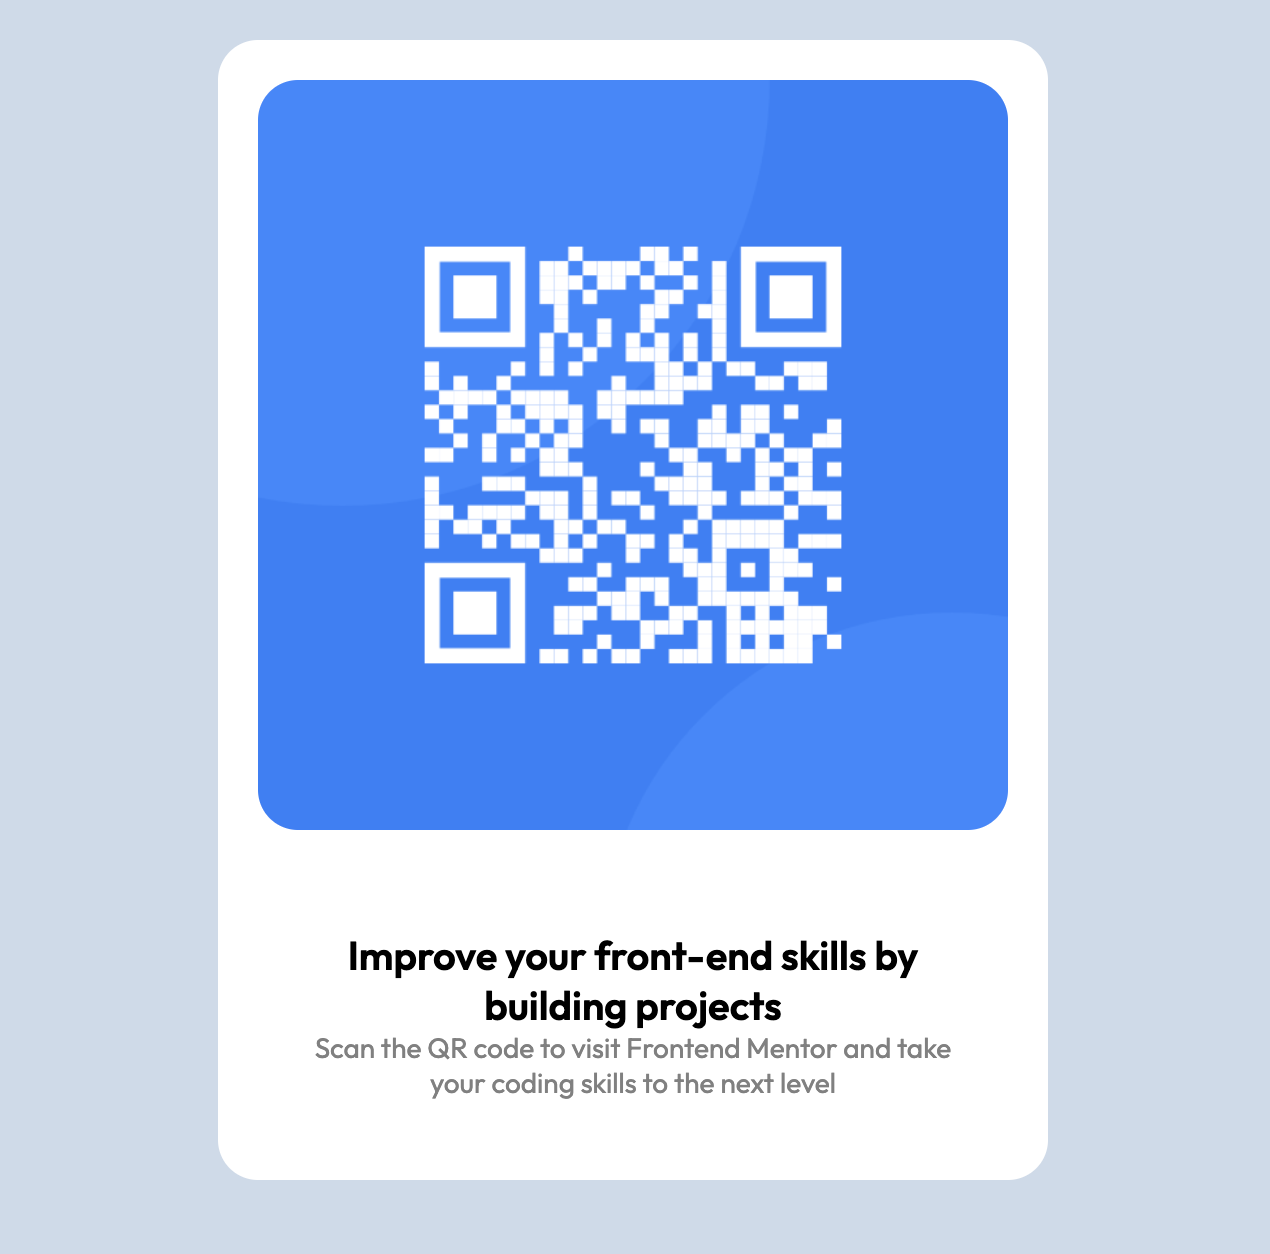 Improve your front-end skills by
building projects
Scan the QR code to visit Frontend Mentor and take
your coding skills to the next level